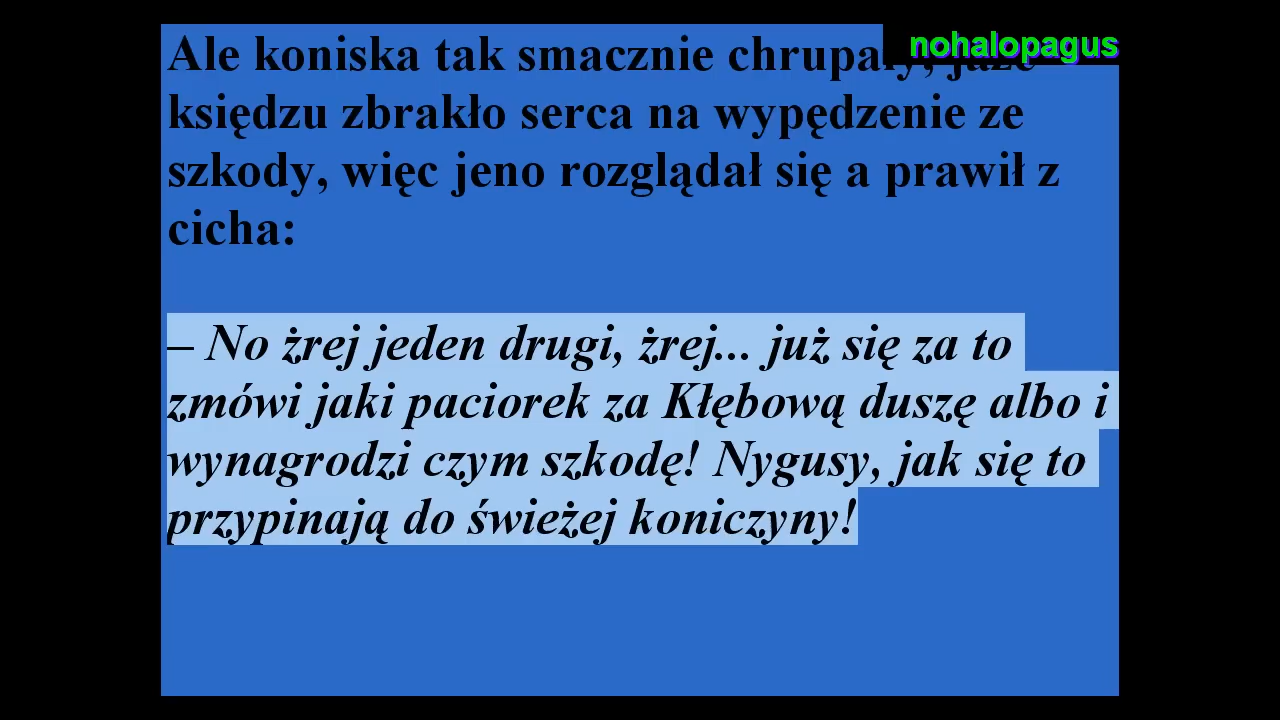 nohalopagus
Ale koniska tak smacznie chrupały, jaże
księdzu zbrakło serca na wypędzenie ze
szkody, więc jeno rozglądał się a prawił z
cicha:
– No żrej jeden drugi, żrej... już się za to
zmówi jaki paciorek za Kłębową duszę albo i
wynagrodzi czym szkodę! Nygusy, jak się to
przypinają do świeżej koniczyny!